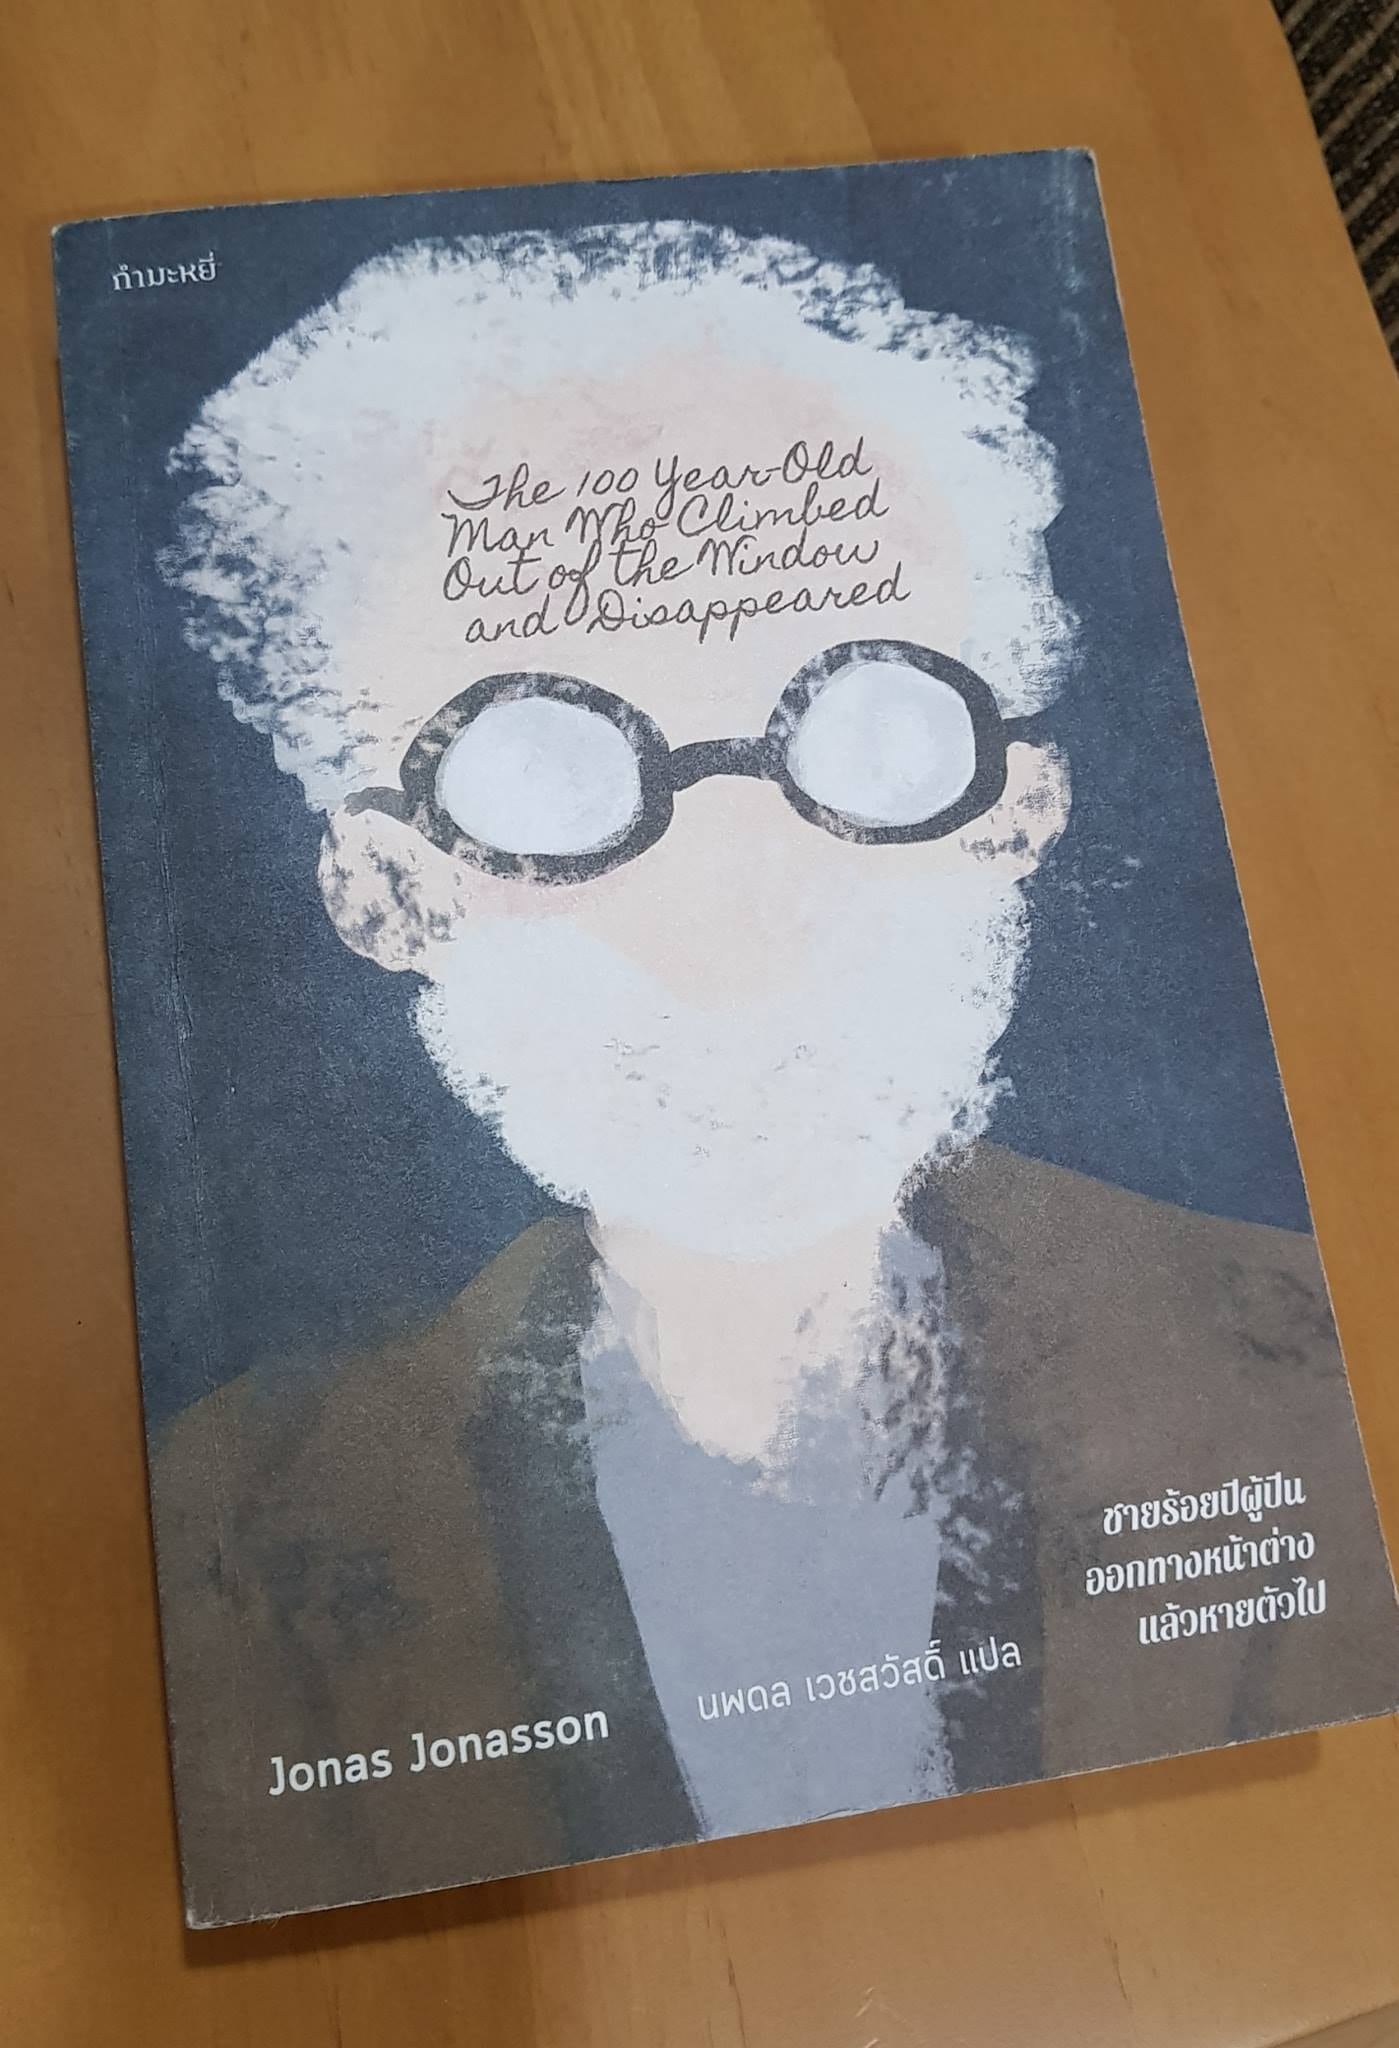 กำมะหยี่
The 100 Year-Old
Man Who Climbed
Out of the Window
and Disappeared
ชายร้อยปีผู้ปีน
ออกทางหน้าต่าง
แล้วหายตัวไป
นพดล เวชสวัสดิ์ แปล
Jonas Jonasson